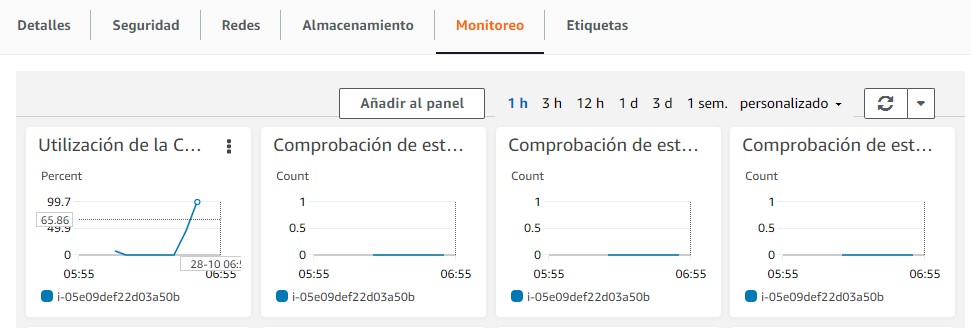 Detalles Seguridad Redes Almacenamiento Monitoreo Etiquetas
Añadir al panel 1 h 3 h 12 h 1 d 3 d 1 sem. personalizado
Utilización de la C... Comprobación de est... Comprobación de est... Comprobación de est...
Percent Count Count Count
99.7 1 1 1
65.86
49.9 0.5 0.5 0.5
0 0 0 0
28-10 06:5
05:55 06:55 05:55 06:55 05:55 06:55 05:55 06:55
i-05e09def22d03a50b i-05e09def22d03a50b i-05e09def22d03a50b i-05e09def22d03a50b